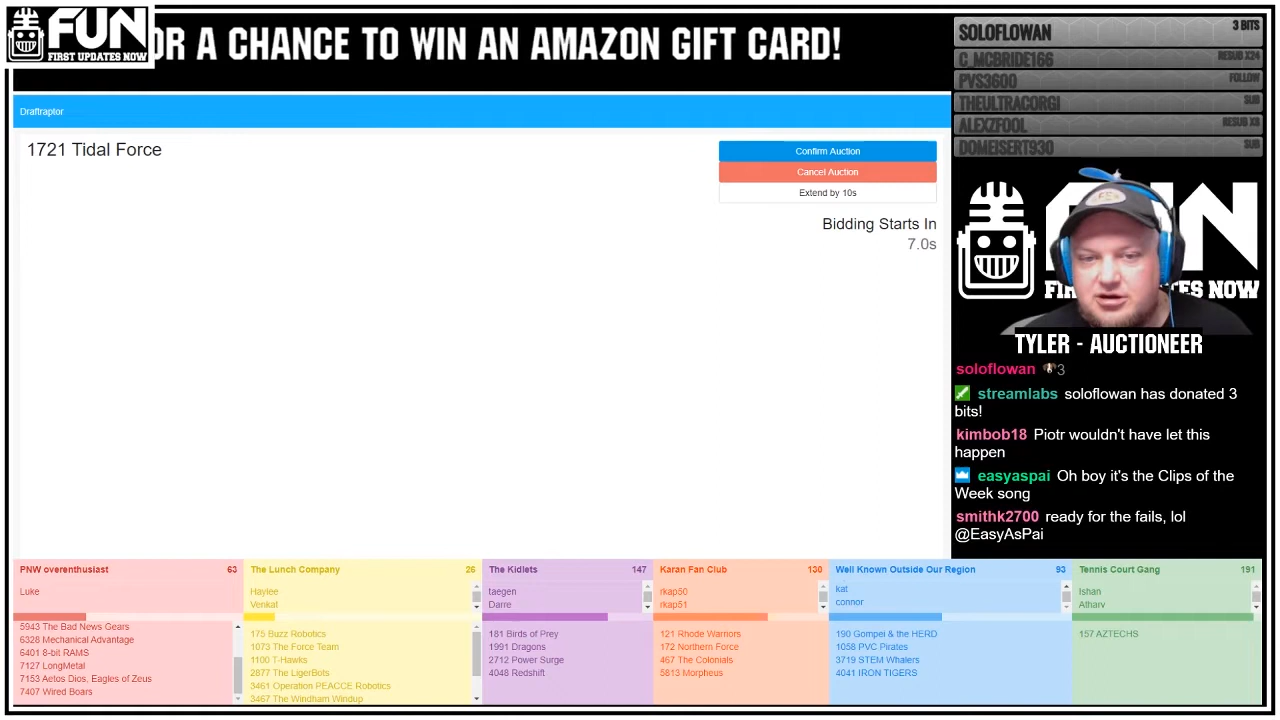 FUN
FIRST UPDATES NOW
OR A CHANCE TO WIN AN AMAZON GIFT CARD!
SOLOFLOWAN 3 BITS
C_MCBRIDE166 RESUB X24
PVS3600 FOLLOW
THEULTRACORGI SUB
ALEXZFOOL RESUB X8
DOMEISERT930 SUB
Draftraptor
1721 Tidal Force
Confirm Auction
Cancel Auction
Extend by 10s
Bidding Starts In
7.0s
TES NOW
TYLER - AUCTIONEER
soloflowan 3
streamlabs soloflowan has donated 3
bits!
kimbob18 Piotr wouldn't have let this
happen
easyaspai Oh boy it's the Clips of the
Week song
smithk2700 ready for the fails, lol
@EasyAsPai
PNW overenthusiast 63
Luke
5943 The Bad News Gears
6328 Mechanical Advantage
6401 8-bit RAMS
7127 LongMetal
7153 Aetos Dios, Eagles of Zeus
7407 Wired Boars
The Lunch Company 26
Haylee
Venkat
175 Buzz Robotics
1073 The Force Team
1100 T-Hawks
2877 The LigerBots
3461 Operation PEACCE Robotics
3467 The Windham Windup
The Kidlets 147
taegen
Darre
181 Birds of Prey
1991 Dragons
2712 Power Surge
4048 Redshift
Karan Fan Club 130
rkap50
rkap51
121 Rhode Warriors
172 Northern Force
467 The Colonials
5813 Morpheus
Well Known Outside Our Region 93
kat
connor
190 Gompei & the HERD
1058 PVC Pirates
3719 STEM Whalers
4041 IRON TIGERS
Tennis Court Gang 191
Ishan
Atharv
157 AZTECHS